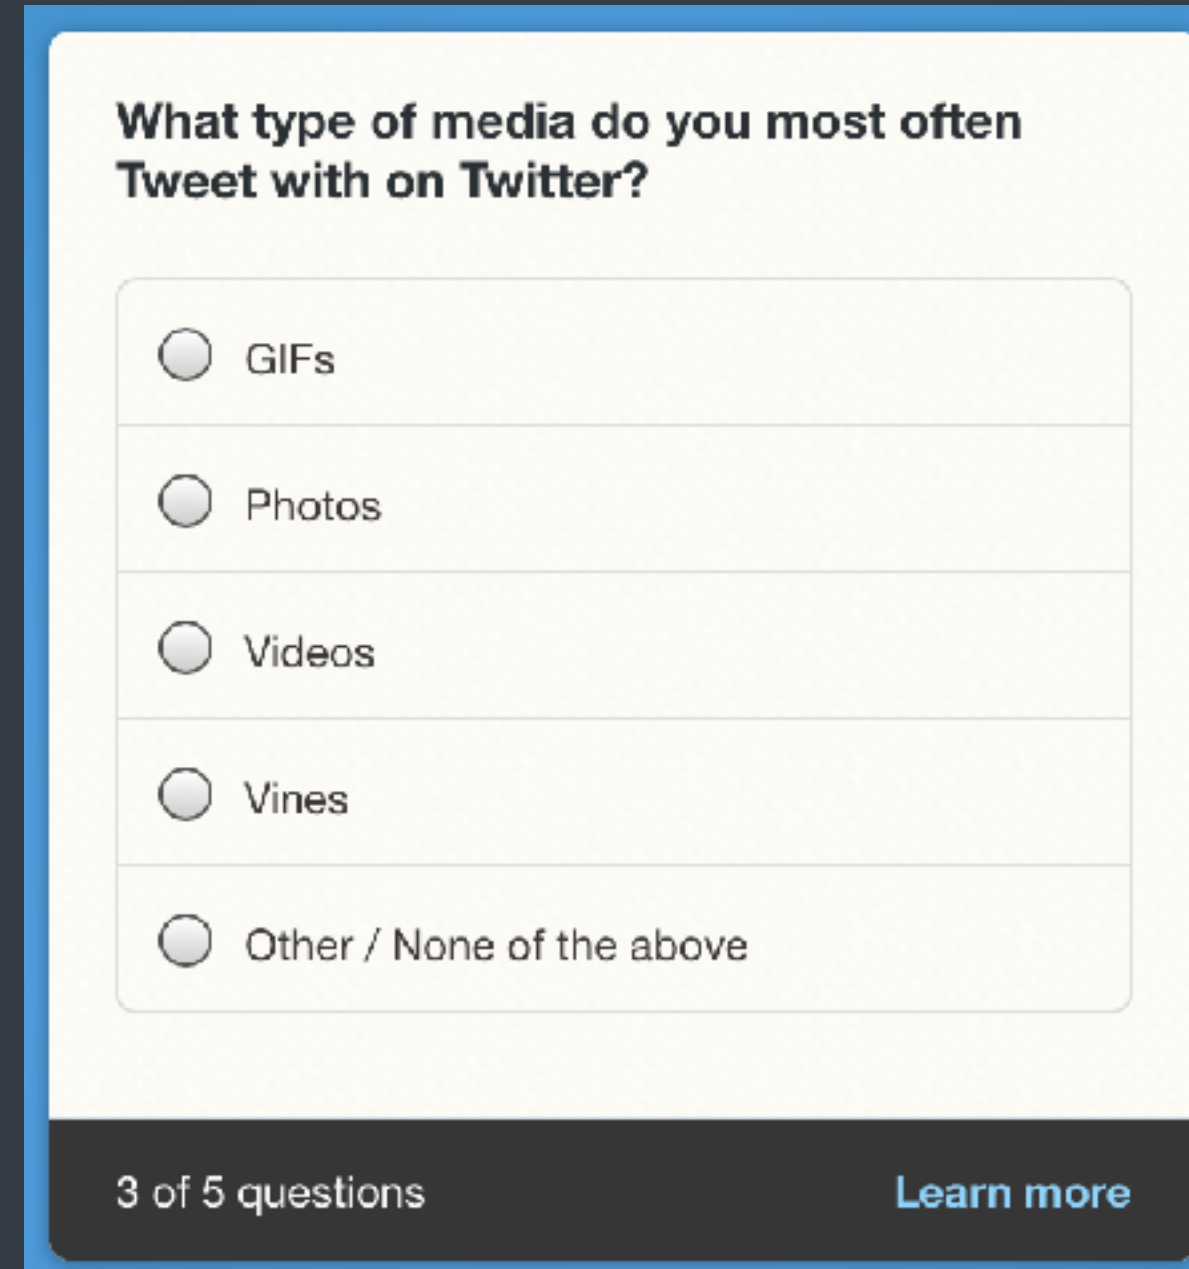 What type of media do you most often
Tweet with on Twitter?
GIFs
Photos
Videos
Vines
Other / None of the above
3 of 5 questions
Learn more